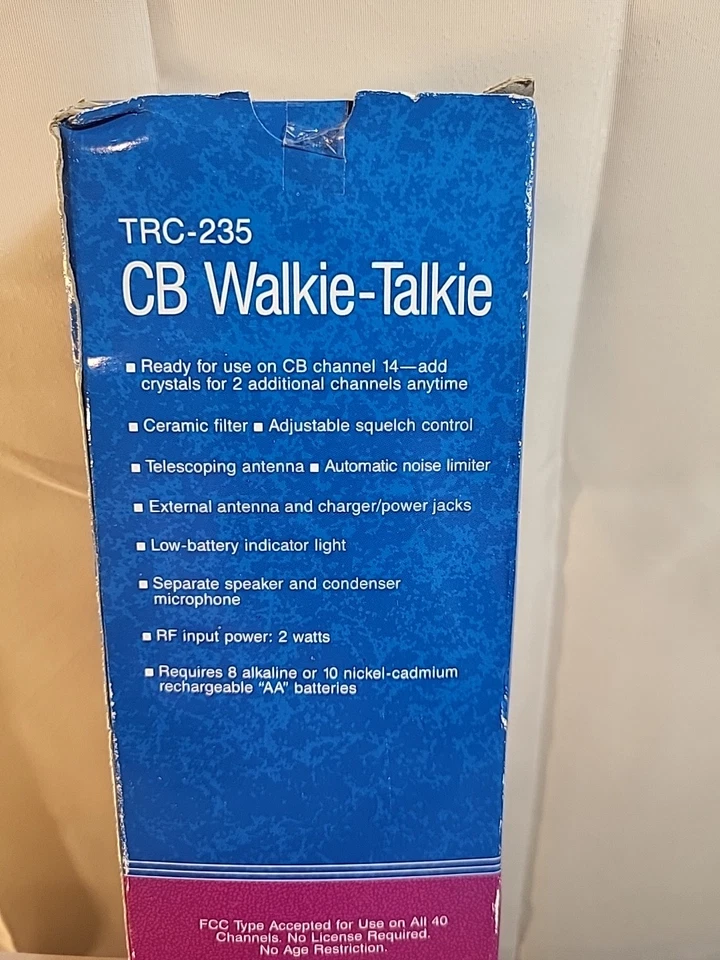 TRC-235
CB Walkie-Talkie
■ Ready for use on CB channel 14—add
crystals for 2 additional channels anytime
■ Ceramic filter ■ Adjustable squelch control
■ Telescoping antenna ■ Automatic noise limiter
■ External antenna and charger/power jacks
■ Low-battery indicator light
■ Separate speaker and condenser
microphone
■ RF input power: 2 watts
■ Requires 8 alkaline or 10 nickel-cadmium
rechargeable “AA” batteries
FCC Type Accepted for Use on All 40
Channels. No License Required.
No Age Restriction.